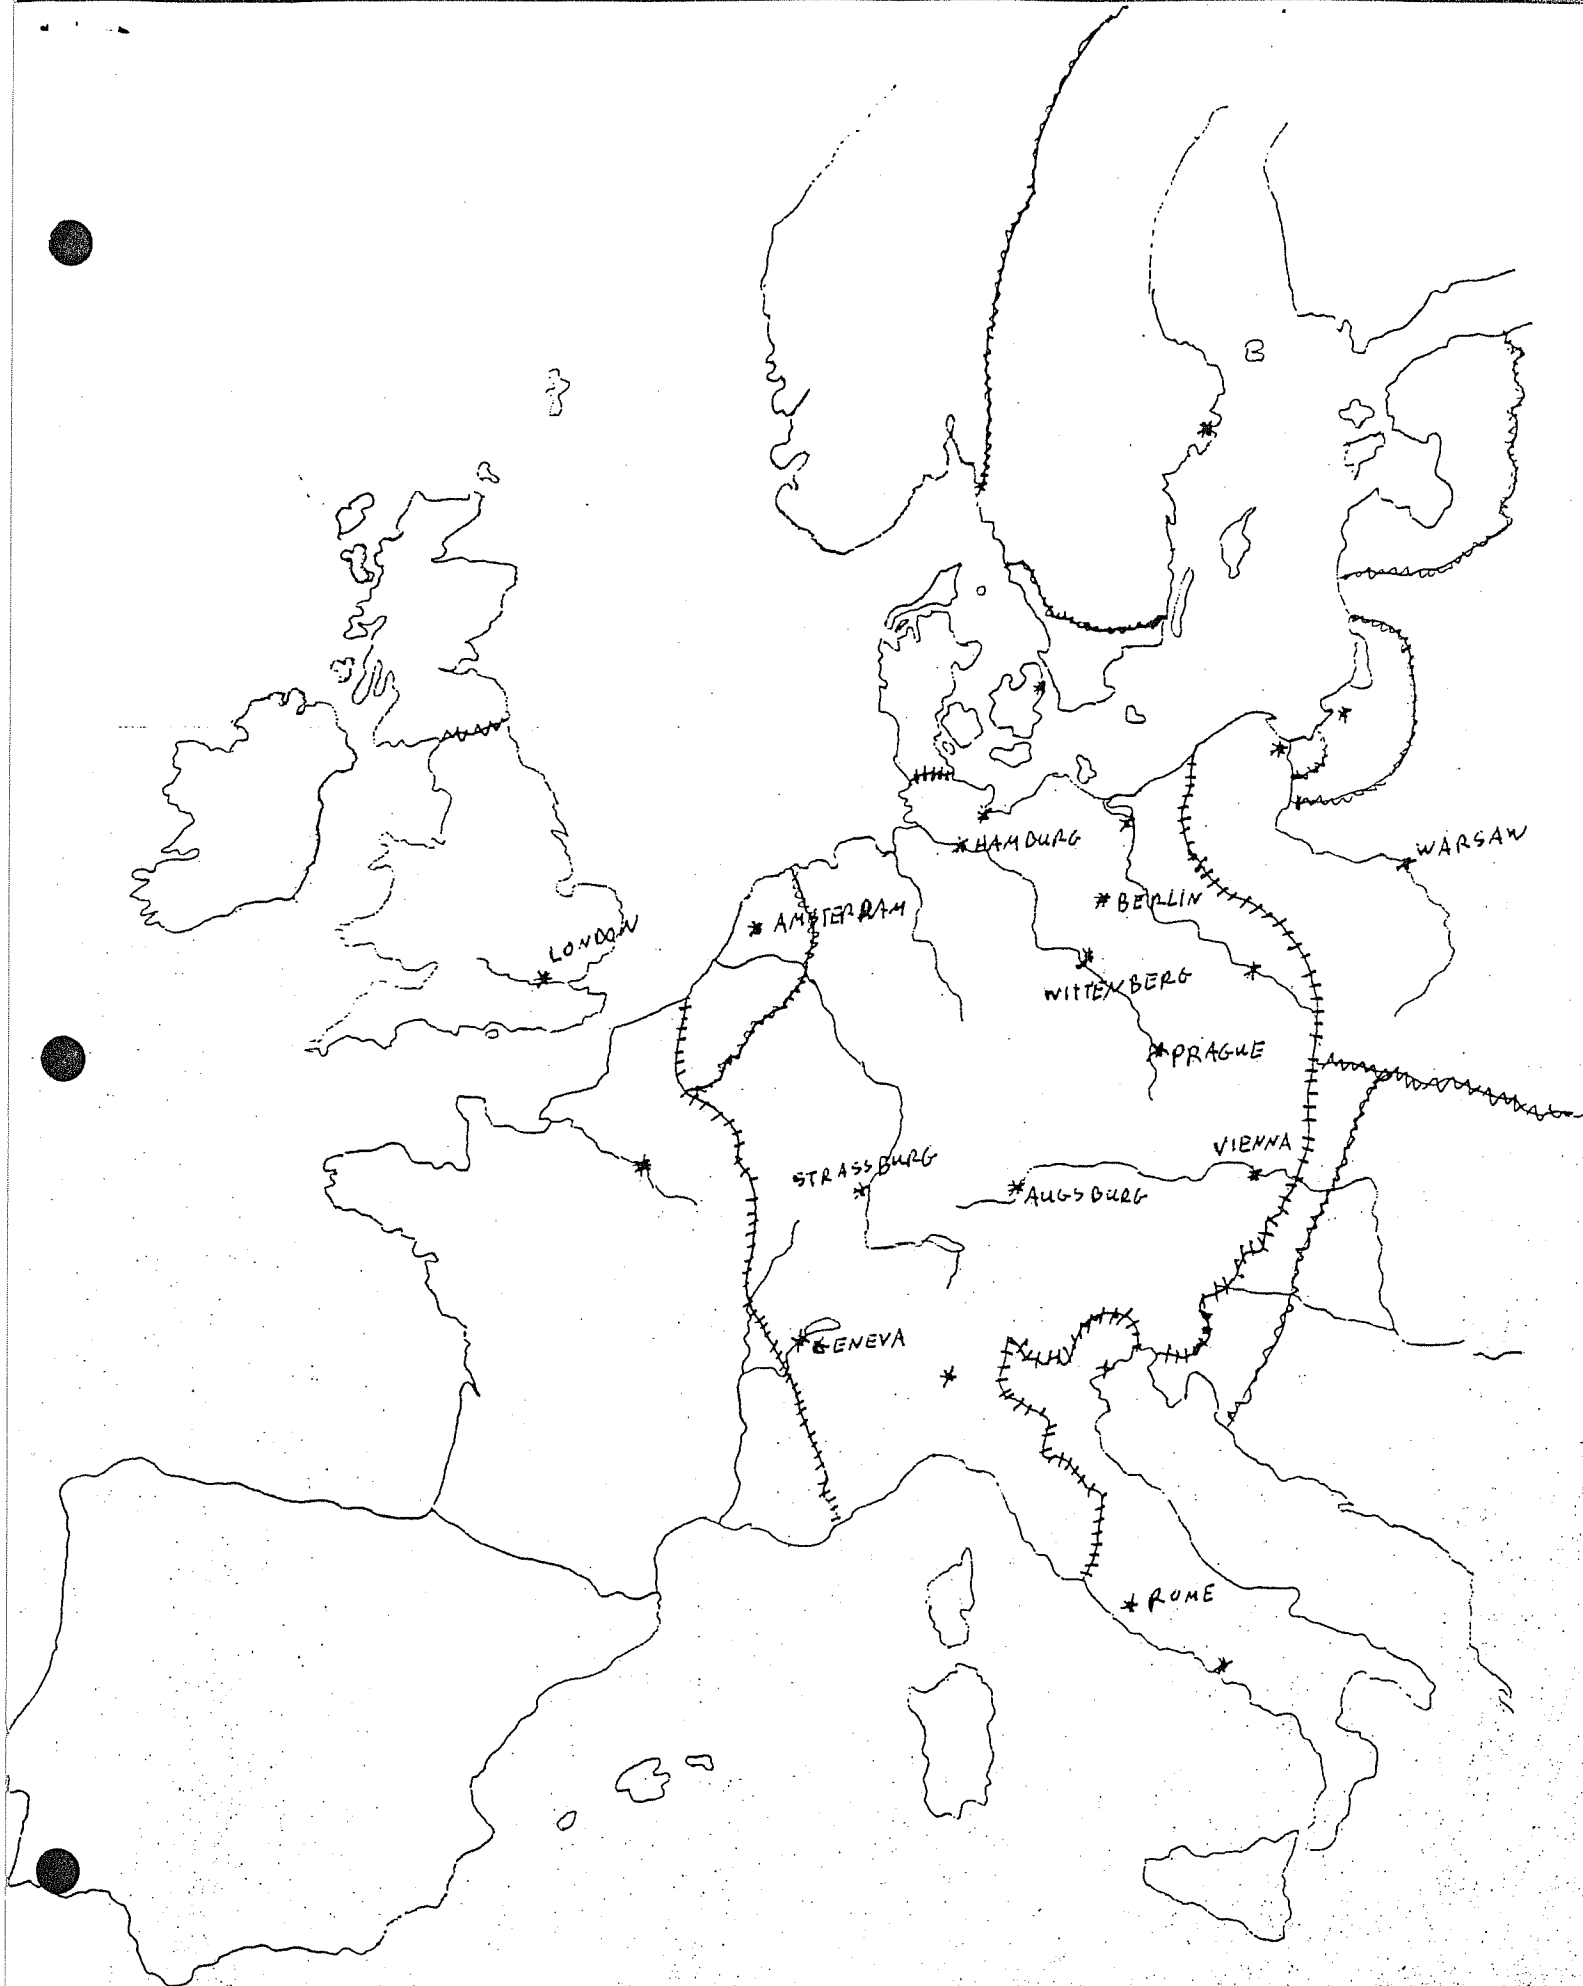 HAMBURG
WARSAW
BERLIN
AMSTERDAM
LONDON
WITTENBERG
PRAGUE
VIENNA
STRASSBURG
AUGSBURG
GENEVA
ROME